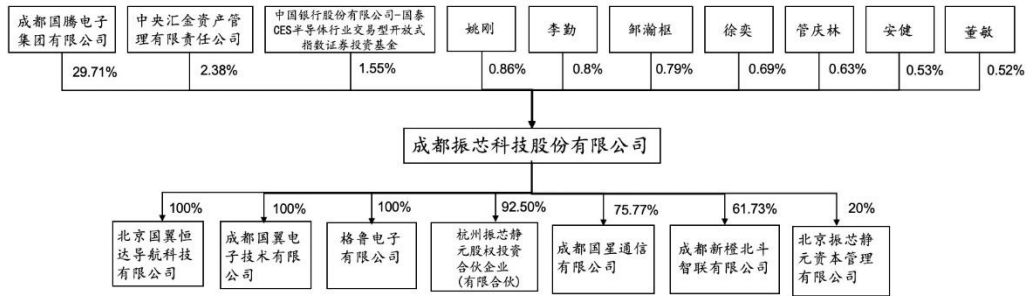 成都国腾电子
集团有限公司
中央汇金资产管
理有限责任公司
中国银行股份有限公司-国泰
CES半导体行业交易型开放式
指数证券投资基金
姚刚
李勤
邹瀚枢
徐奕
管庆林
安健
董敏
29.71%
2.38%
1.55%
0.86%
0.8%
0.79%
0.69%
0.63%
0.53%
0.52%
成都振芯科技股份有限公司
100%
100%
100%
92.50%
75.77%
61.73%
20%
北京国翼恒
达导航科技
有限公司
成都国翼电
子技术有限
公司
格鲁电子
有限公司
杭州振芯静
元股权投资
合伙企业
(有限合伙)
成都国星通信
有限公司
成都新橙北斗
智联有限公司
北京振芯静
元资本管理
有限公司